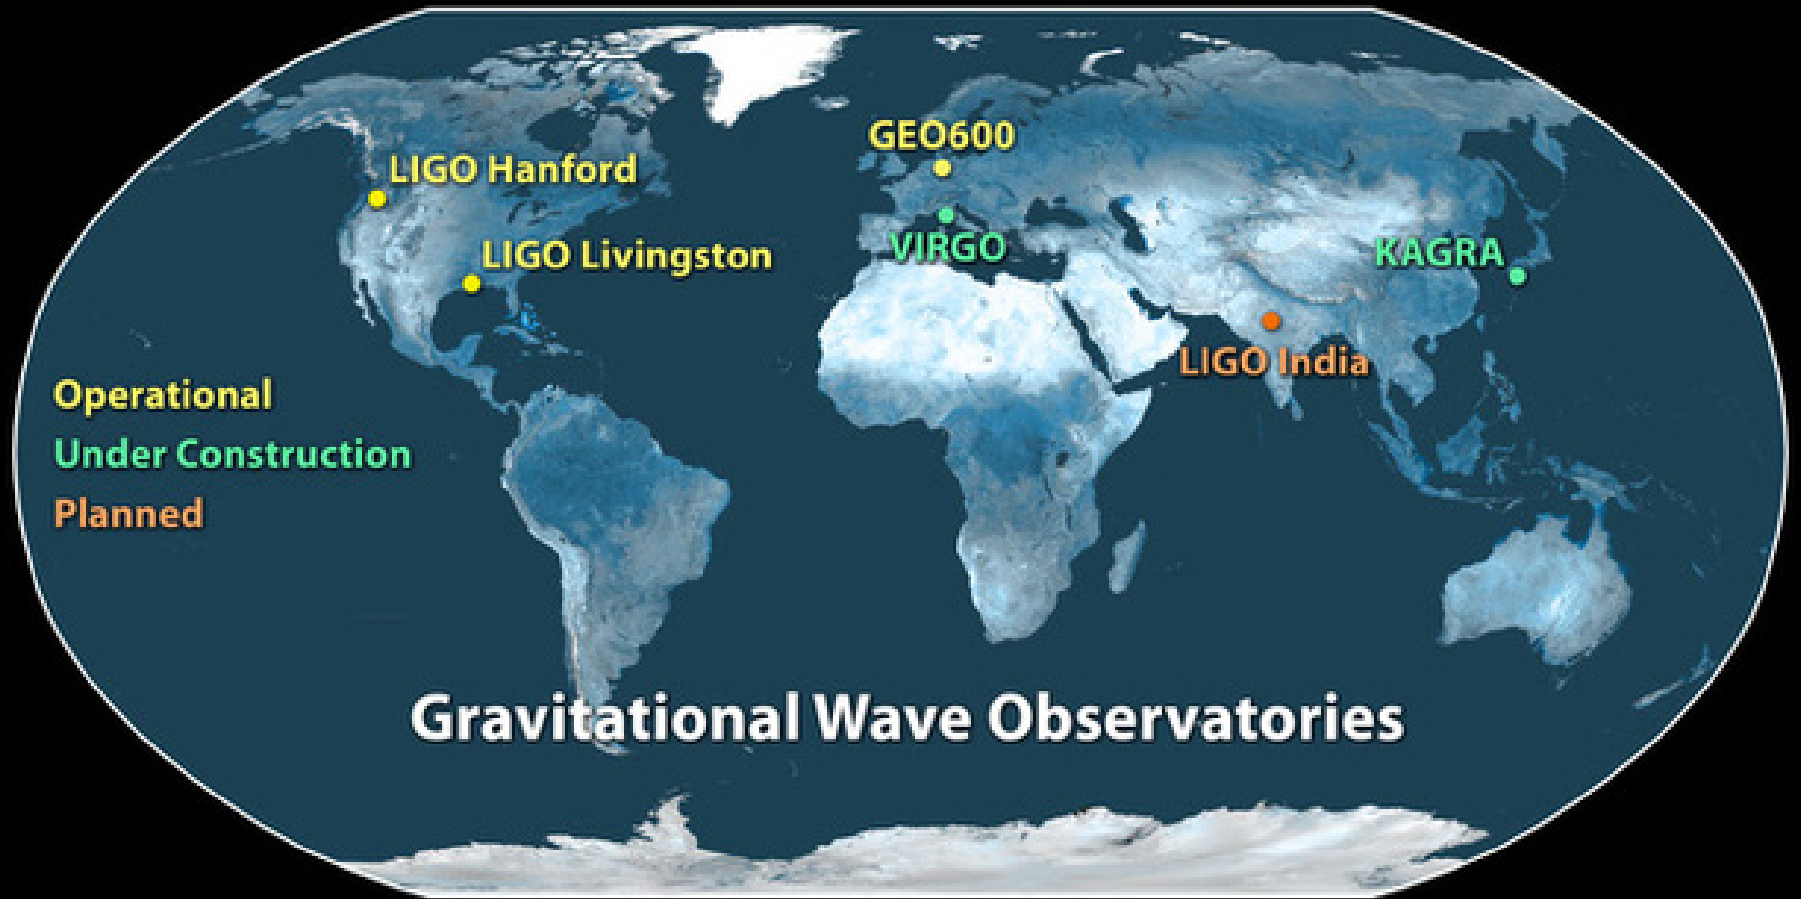 GEO600
LIGO Hanford
LIGO Livingston
VIRGO
KAGRA
LIGO India
Operational
Under Construction
Planned
Gravitational Wave Observatories